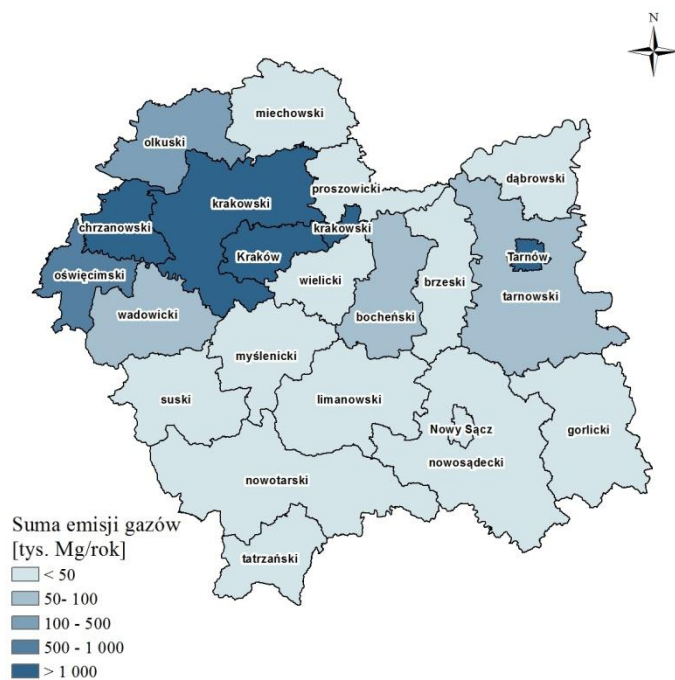 N
miechowski
olkuski
dąbrowski
proszowicki
krakowski
chrzanowski
krakowski
Kraków
Tarnów
oświęcimski
wielicki
brzeski
tarnowski
wadowicki
bocheński
myślenicki
suski
limanowski
Nowy Sącz
gorlicki
nowosądecki
nowotarski
tatrzański
Suma emisji gazów
[tys. Mg/rok]
< 50
50- 100
100 - 500
500 - 1 000
> 1 000